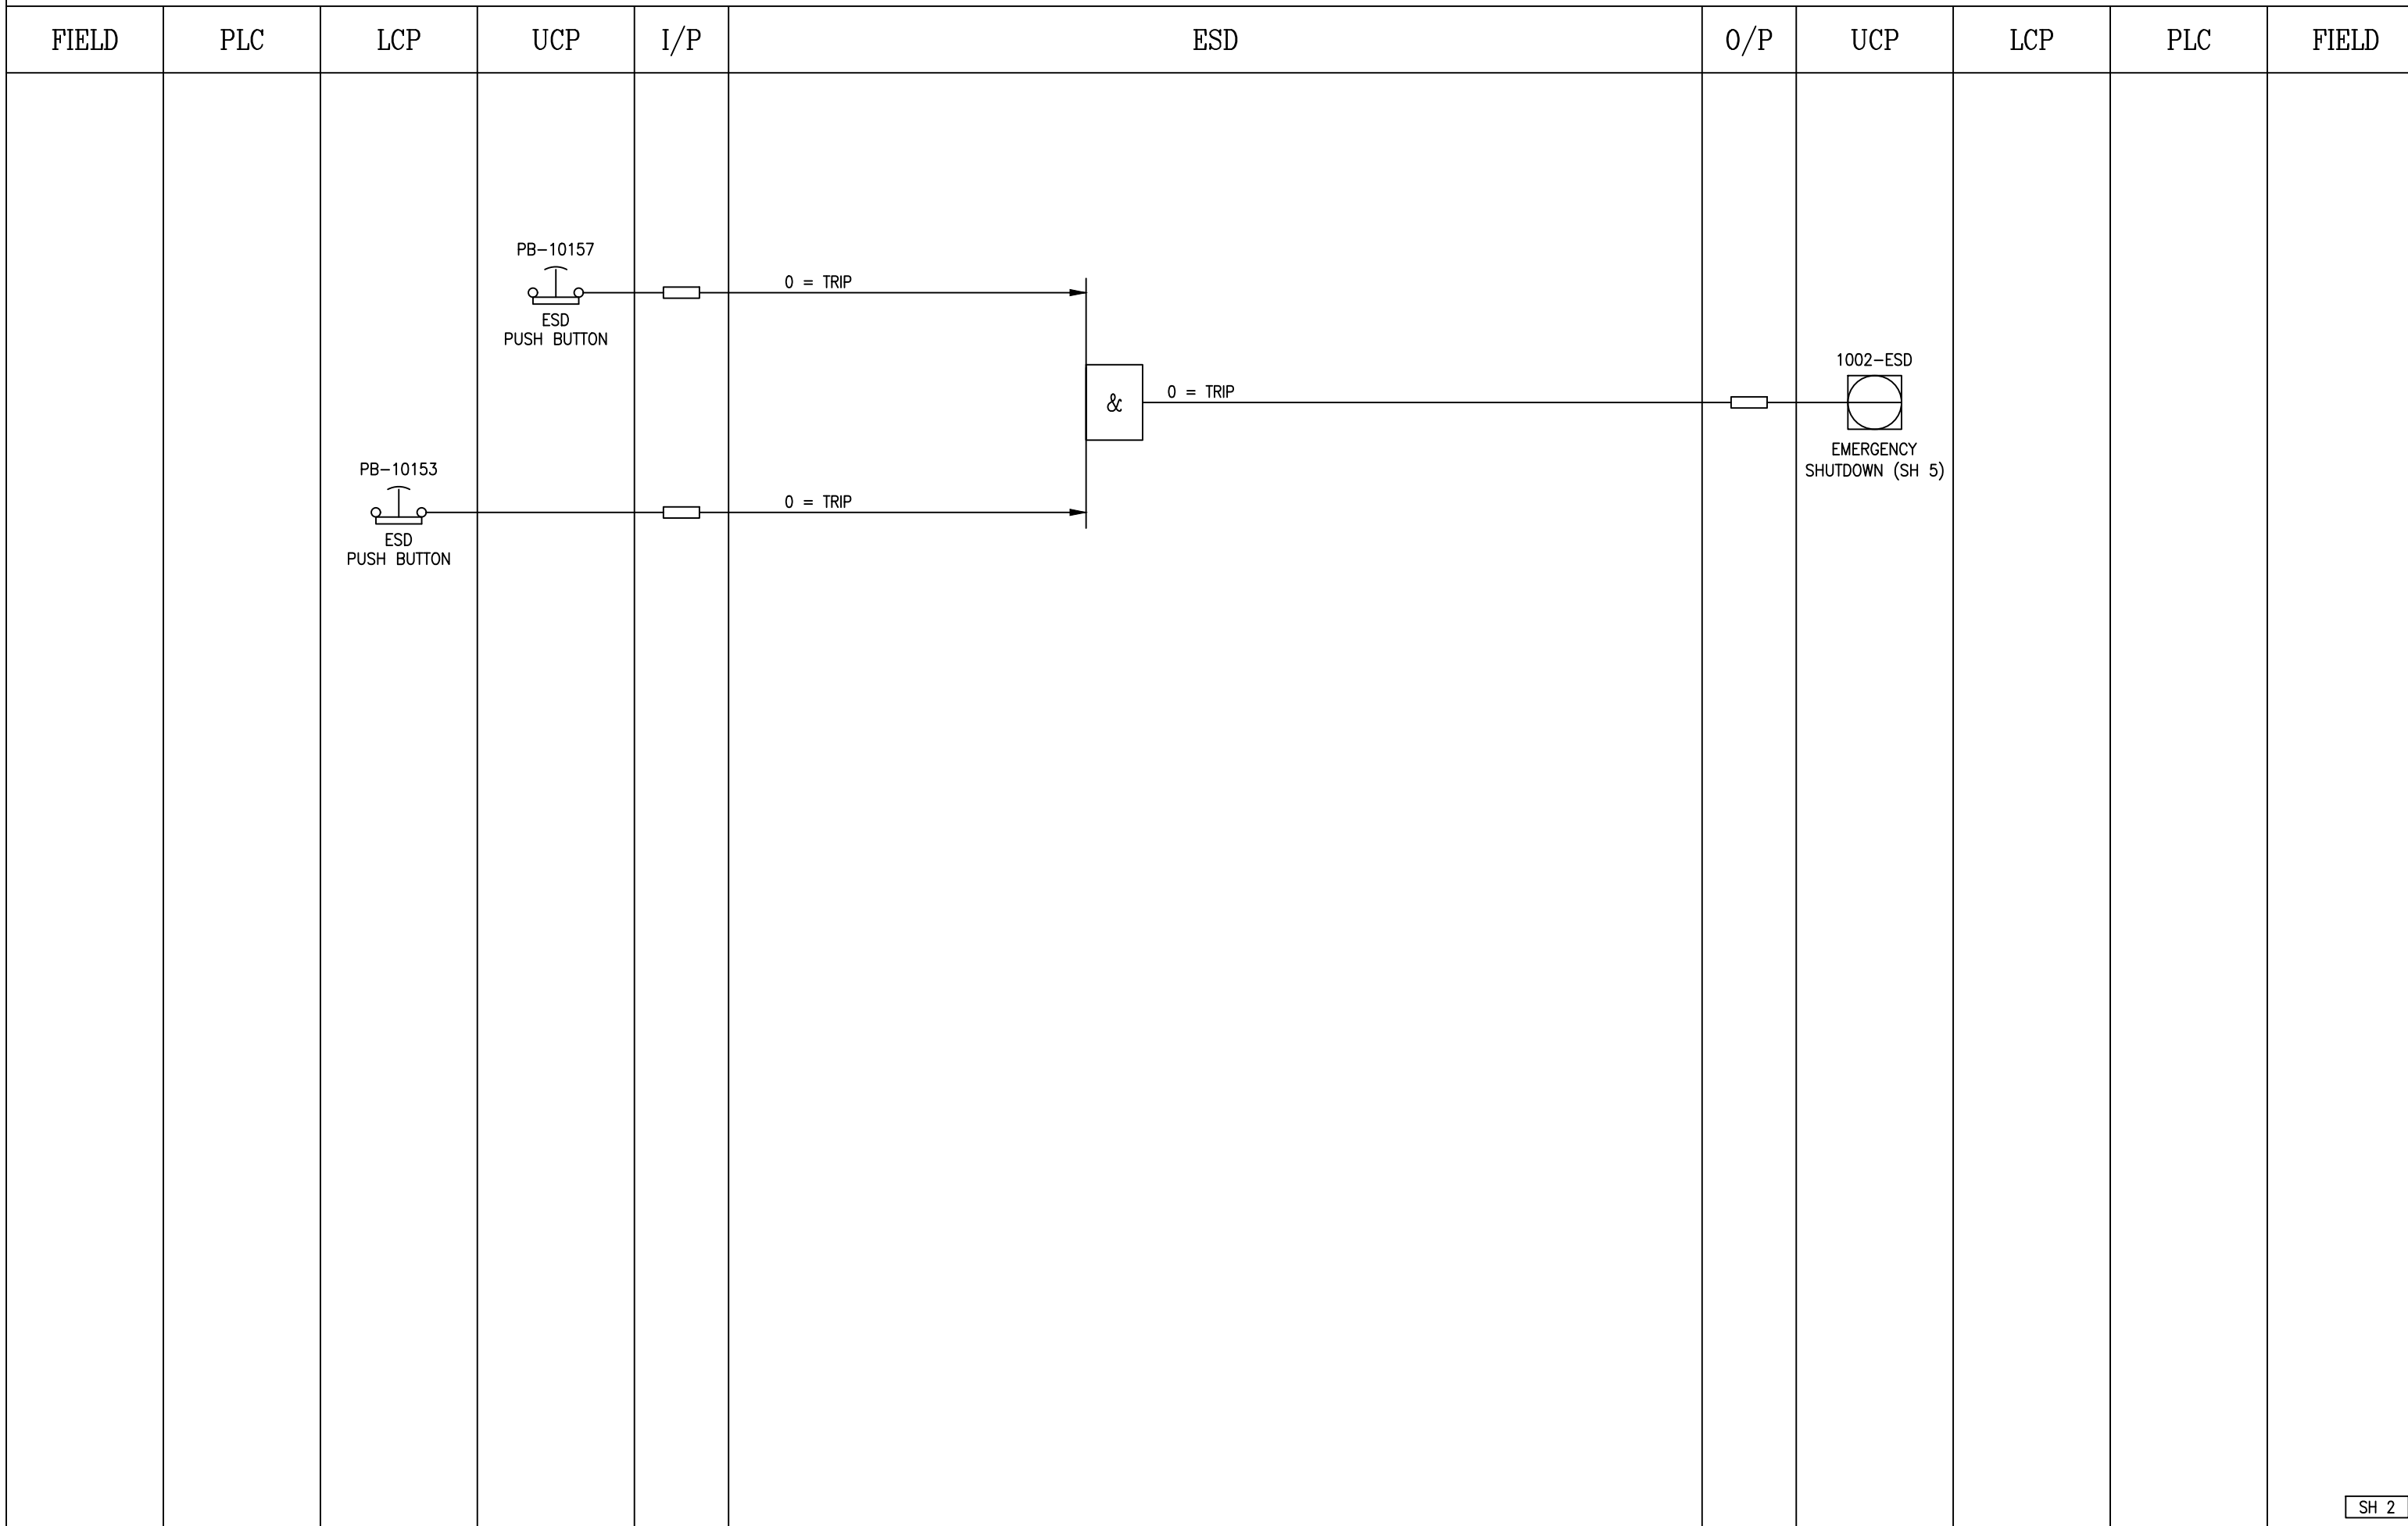 FIELD PLC LCP UCP I/P ESD O/P UCP LCP PLC FIELD
PB-10157
0 = TRIP
ESD
PUSH BUTTON
1002-ESD
&
0 = TRIP
EMERGENCY
SHUTDOWN (SH 5)
PB-10153
0 = TRIP
ESD
PUSH BUTTON
SH 2